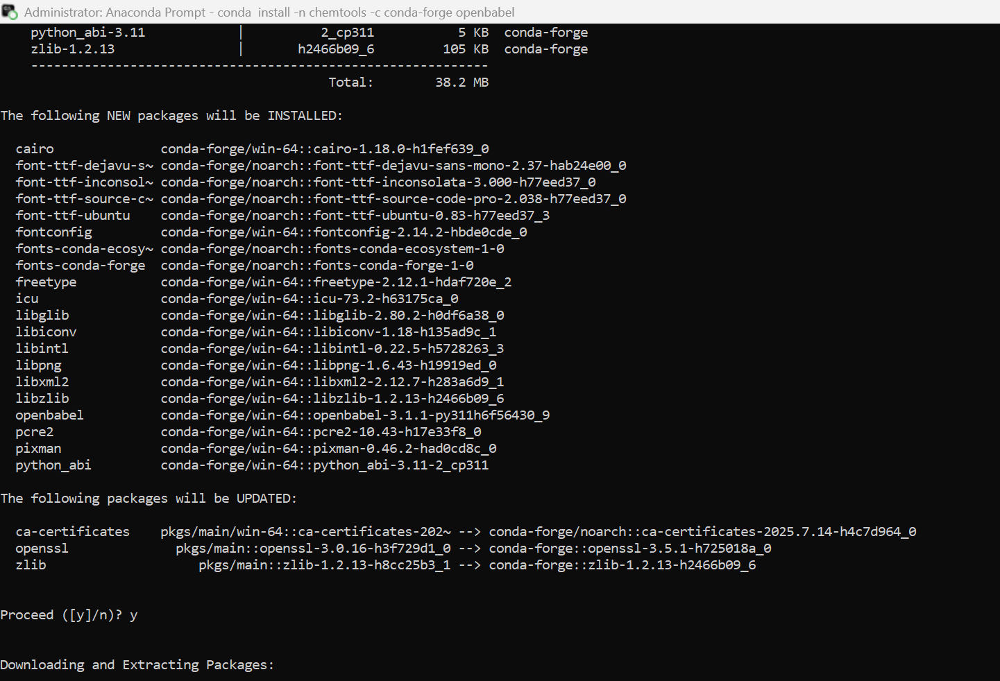 Administrator: Anaconda Prompt - conda  install -n chemtools -c conda-forge openbabel
    python_abi-3.11            |          2_cp311           5 KB  conda-forge
    zlib-1.2.13                |       h2466b09_6         105 KB  conda-forge
    ------------------------------------------------------------
                                           Total:        38.2 MB
The following NEW packages will be INSTALLED:
  cairo              conda-forge/win-64::cairo-1.18.0-h1fef639_0
  font-ttf-dejavu-s~ conda-forge/noarch::font-ttf-dejavu-sans-mono-2.37-hab24e00_0
  font-ttf-inconsol~ conda-forge/noarch::font-ttf-inconsolata-3.000-h77eed37_0
  font-ttf-source-c~ conda-forge/noarch::font-ttf-source-code-pro-2.038-h77eed37_0
  font-ttf-ubuntu    conda-forge/noarch::font-ttf-ubuntu-0.83-h77eed37_3
  fontconfig         conda-forge/win-64::fontconfig-2.14.2-hbde0cde_0
  fonts-conda-ecosy~ conda-forge/noarch::fonts-conda-ecosystem-1-0
  fonts-conda-forge  conda-forge/noarch::fonts-conda-forge-1-0
  freetype           conda-forge/win-64::freetype-2.12.1-hdaf720e_2
  icu                conda-forge/win-64::icu-73.2-h63175ca_0
  libglib            conda-forge/win-64::libglib-2.80.2-h0df6a38_0
  libiconv           conda-forge/win-64::libiconv-1.18-h135ad9c_1
  libintl            conda-forge/win-64::libintl-0.22.5-h5728263_3
  libpng             conda-forge/win-64::libpng-1.6.43-h19919ed_0
  libxml2            conda-forge/win-64::libxml2-2.12.7-h283a6d9_1
  libzlib            conda-forge/win-64::libzlib-1.2.13-h2466b09_6
  openbabel          conda-forge/win-64::openbabel-3.1.1-py311h6f56430_9
  pcre2              conda-forge/win-64::pcre2-10.43-h17e33f8_0
  pixman             conda-forge/win-64::pixman-0.46.2-had0cd8c_0
  python_abi         conda-forge/win-64::python_abi-3.11-2_cp311
The following packages will be UPDATED:
  ca-certificates    pkgs/main/win-64::ca-certificates-202~ --> conda-forge/noarch::ca-certificates-2025.7.14-h4c7d964_0
  openssl              pkgs/main::openssl-3.0.16-h3f729d1_0 --> conda-forge::openssl-3.5.1-h725018a_0
  zlib                    pkgs/main::zlib-1.2.13-h8cc25b3_1 --> conda-forge::zlib-1.2.13-h2466b09_6
Proceed ([y]/n)? y
Downloading and Extracting Packages: